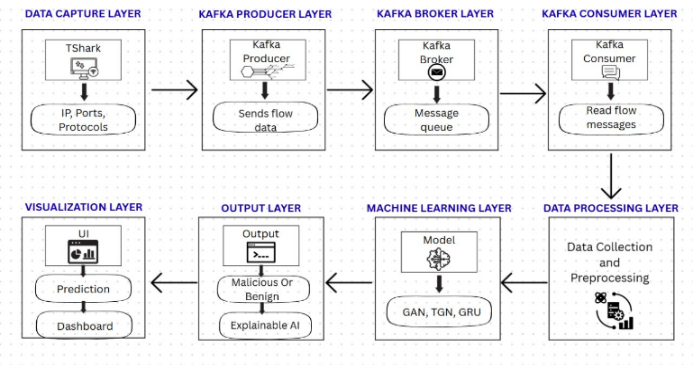 DATA CAPTURE LAYER
TShark
IP, Ports,
Protocols
KAFKA PRODUCER LAYER
Kafka
Producer
Sends flow
data
KAFKA BROKER LAYER
Kafka
Broker
Message
queue
KAFKA CONSUMER LAYER
Kafka
Consumer
Read flow
messages
VISUALIZATION LAYER
UI
Prediction
Dashboard
OUTPUT LAYER
Output
Malicious Or
Benign
Explainable AI
MACHINE LEARNING LAYER
Model
GAN, TGN, GRU
DATA PROCESSING LAYER
Data Collection
and
Preprocessing